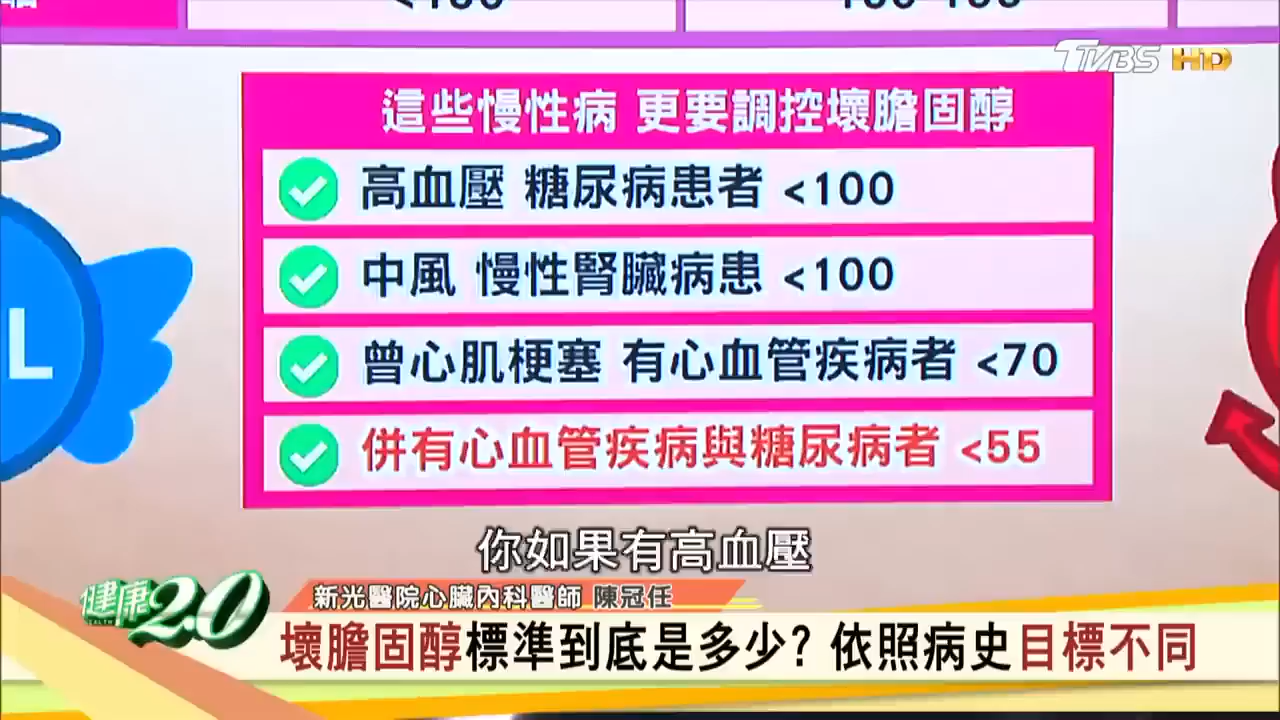 TVBS HD
這些慢性病 更要調控壞膽固醇
高血壓 糖尿病患者 <100
中風 慢性腎臟病患 <100
曾心肌梗塞 有心血管疾病者 <70
L
併有心血管疾病與糖尿病者 <55
你如果有高血壓
健康2.0
新光醫院心臟內科醫師 陳冠任
壞膽固醇標準到底是多少? 依照病史目標不同